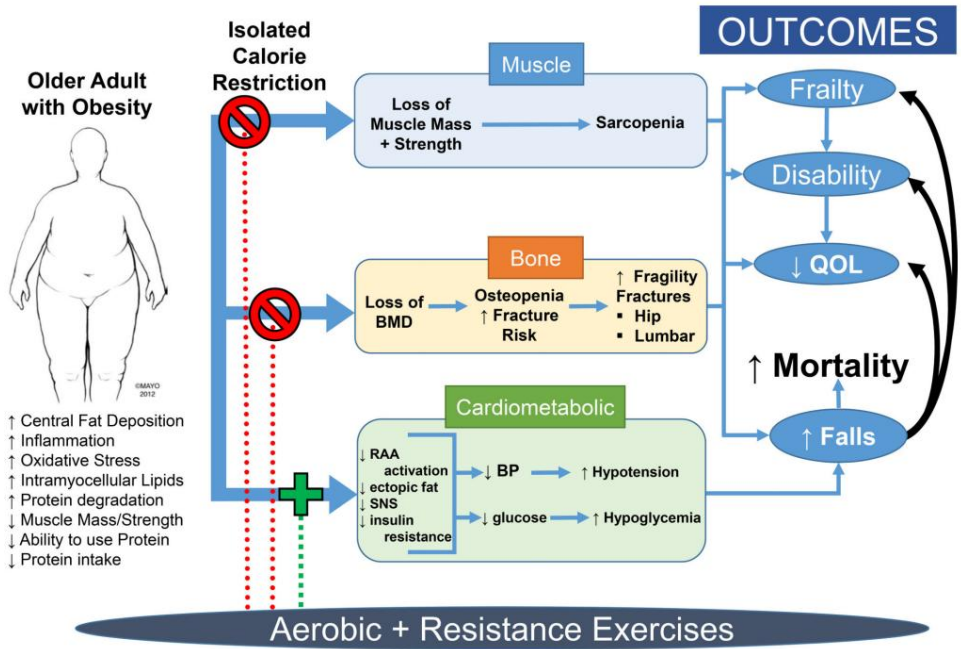 OUTCOMES
Isolated
Calorie
Restriction
Older Adult
with Obesity
©MAYO
2012
↑ Central Fat Deposition
↑ Inflammation
↑ Oxidative Stress
↑ Intramyocellular Lipids
↑ Protein degradation
↓ Muscle Mass/Strength
↓ Ability to use Protein
↓ Protein intake
Muscle
Loss of
Muscle Mass
+ Strength
Sarcopenia
Bone
Loss of
BMD
Osteopenia
↑ Fracture
Risk
↑ Fragility
Fractures
▪ Hip
▪ Lumbar
Cardiometabolic
↓ RAA
activation
↓ ectopic fat
↓ SNS
↓ insulin
resistance
↓ BP
↑ Hypotension
↓ glucose
↑ Hypoglycemia
Frailty
Disability
↓ QOL
↑ Mortality
↑ Falls
Aerobic + Resistance Exercises